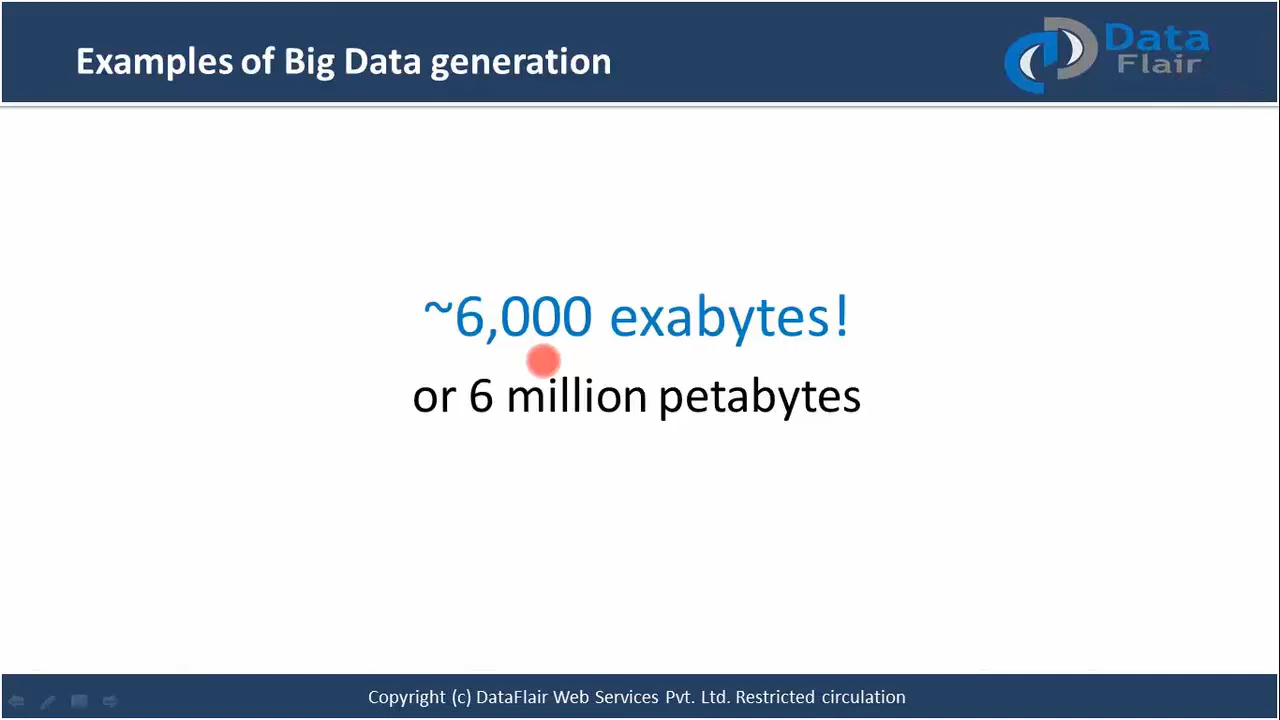 Examples of Big Data generation
Data
Flair
~6,000 exabytes!
or 6 million petabytes
Copyright (c) DataFlair Web Services Pvt. Ltd. Restricted circulation